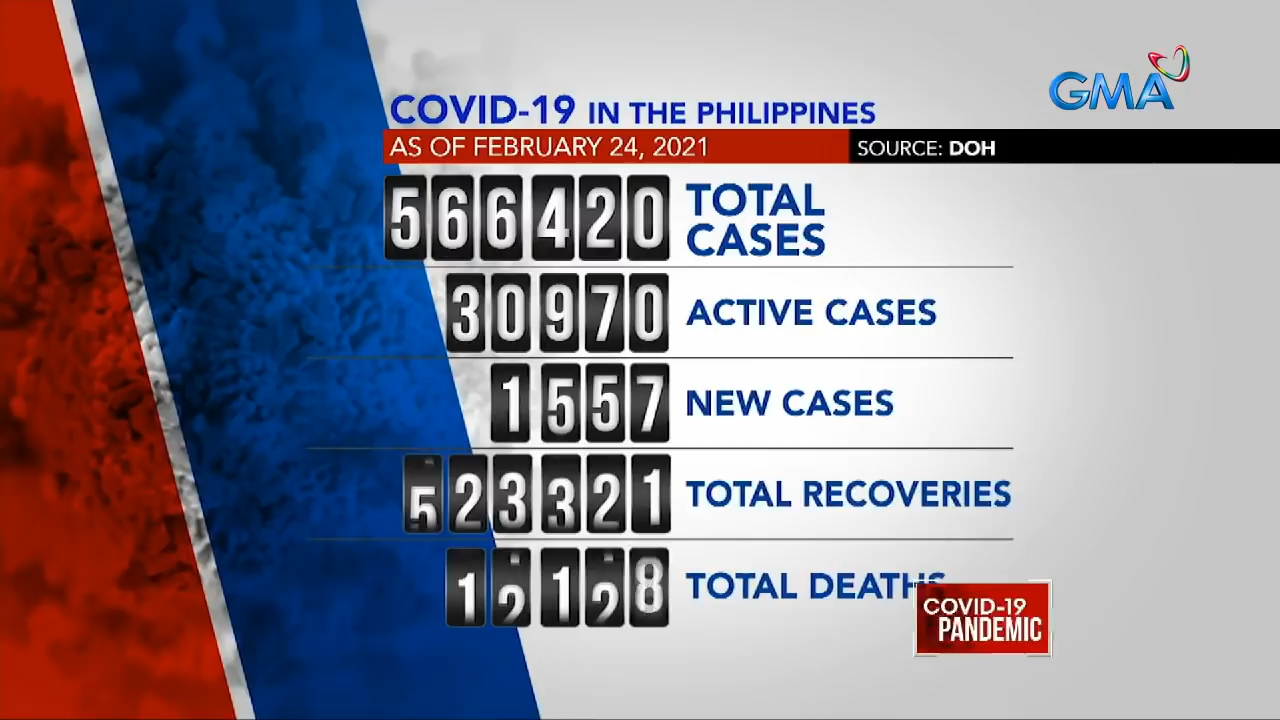 GMA
COVID-19 IN THE PHILIPPINES
AS OF FEBRUARY 24, 2021
SOURCE: DOH
566420 TOTAL CASES
30970 ACTIVE CASES
1557 NEW CASES
523321 TOTAL RECOVERIES
12128 TOTAL DEATHS
COVID-19
PANDEMIC